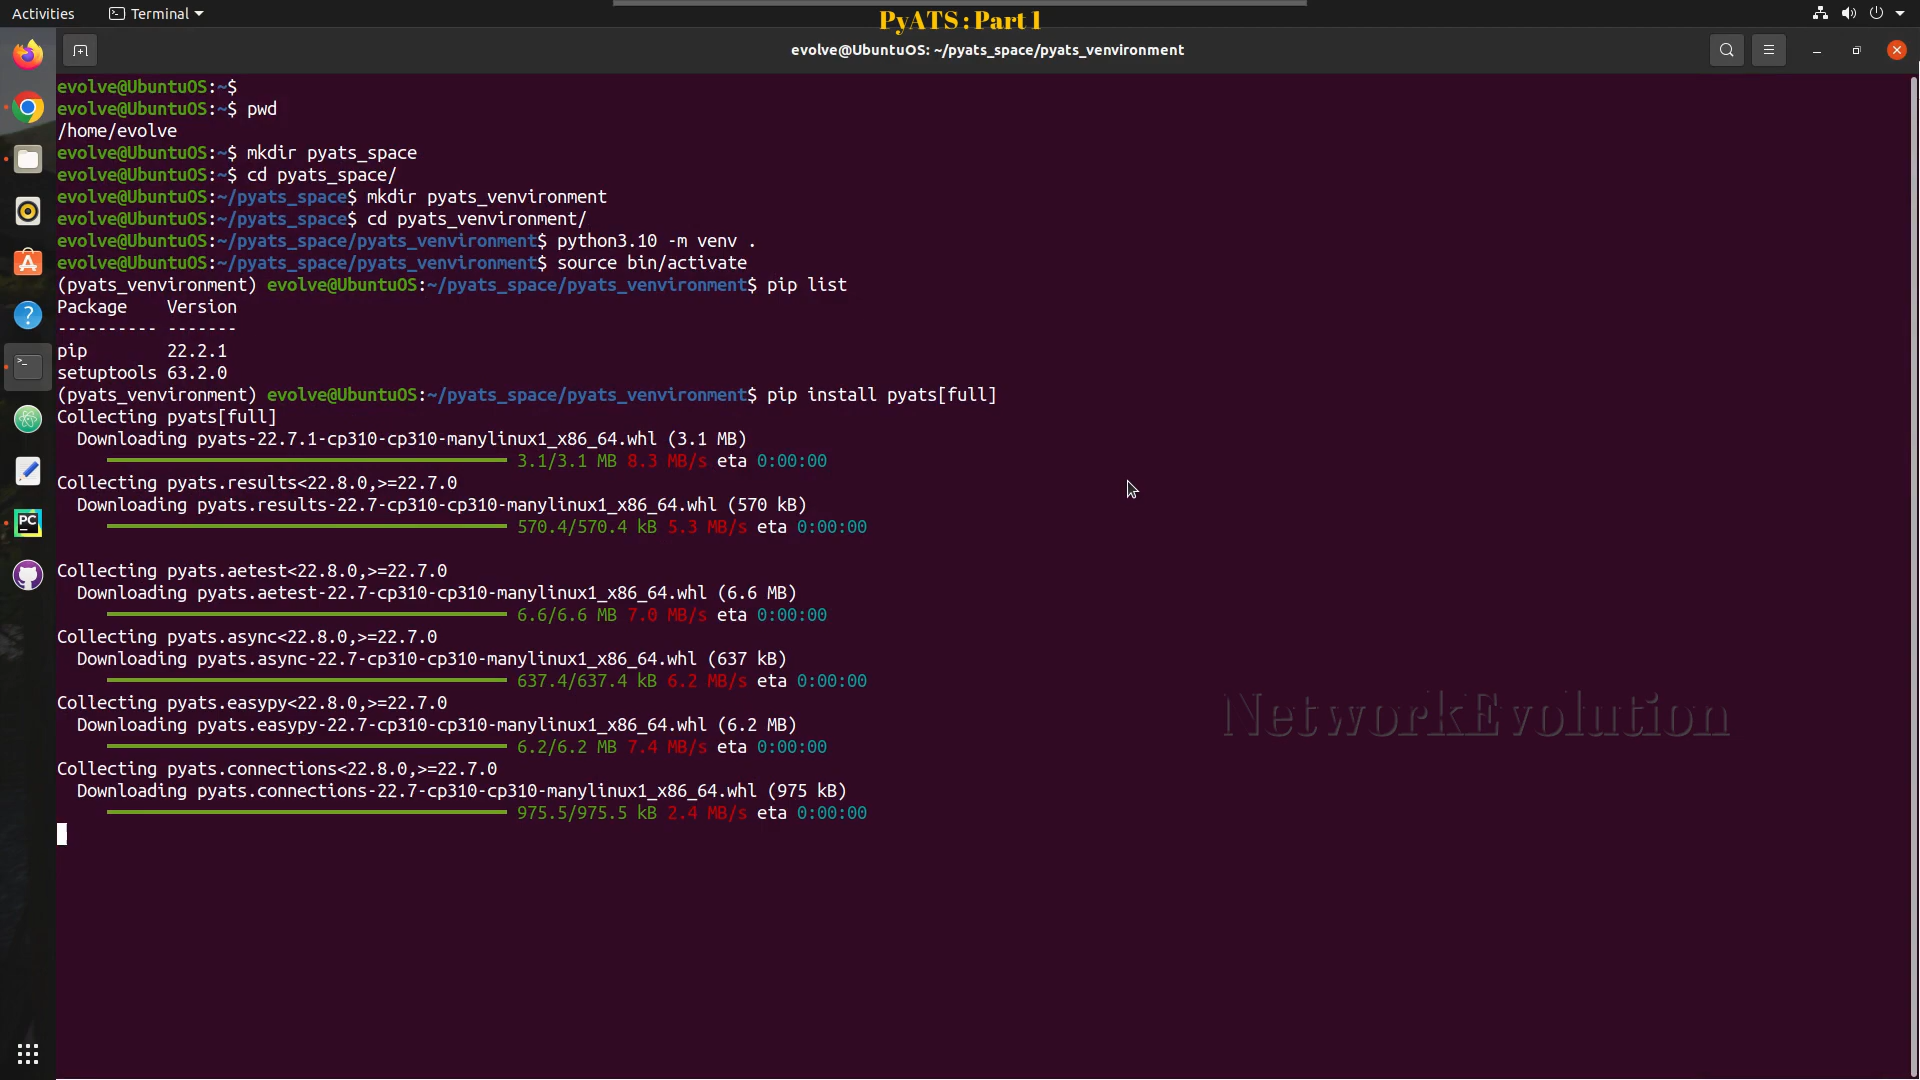 Activities Terminal
PyATS : Part 1
evolve@UbuntuOS: ~/pyats_space/pyats_venvironment
evolve@UbuntuOS:~$
evolve@UbuntuOS:~$ pwd
/home/evolve
evolve@UbuntuOS:~$ mkdir pyats_space
evolve@UbuntuOS:~$ cd pyats_space/
evolve@UbuntuOS:~/pyats_space$ mkdir pyats_venvironment
evolve@UbuntuOS:~/pyats_space$ cd pyats_venvironment/
evolve@UbuntuOS:~/pyats_space/pyats_venvironment$ python3.10 -m venv .
evolve@UbuntuOS:~/pyats_space/pyats_venvironment$ source bin/activate
(pyats_venvironment) evolve@UbuntuOS:~/pyats_space/pyats_venvironment$ pip list
Package    Version
---------- -------
pip        22.2.1
setuptools 63.2.0
(pyats_venvironment) evolve@UbuntuOS:~/pyats_space/pyats_venvironment$ pip install pyats[full]
Collecting pyats[full]
  Downloading pyats-22.7.1-cp310-cp310-manylinux1_x86_64.whl (3.1 MB)
3.1/3.1 MB 8.3 MB/s eta 0:00:00
Collecting pyats.results<22.8.0,>=22.7.0
  Downloading pyats.results-22.7-cp310-cp310-manylinux1_x86_64.whl (570 kB)
570.4/570.4 kB 5.3 MB/s eta 0:00:00
Collecting pyats.aetest<22.8.0,>=22.7.0
  Downloading pyats.aetest-22.7-cp310-cp310-manylinux1_x86_64.whl (6.6 MB)
6.6/6.6 MB 7.0 MB/s eta 0:00:00
Collecting pyats.async<22.8.0,>=22.7.0
  Downloading pyats.async-22.7-cp310-cp310-manylinux1_x86_64.whl (637 kB)
637.4/637.4 kB 6.2 MB/s eta 0:00:00
Collecting pyats.easypy<22.8.0,>=22.7.0
  Downloading pyats.easypy-22.7-cp310-cp310-manylinux1_x86_64.whl (6.2 MB)
6.2/6.2 MB 7.4 MB/s eta 0:00:00
Collecting pyats.connections<22.8.0,>=22.7.0
  Downloading pyats.connections-22.7-cp310-cp310-manylinux1_x86_64.whl (975 kB)
975.5/975.5 kB 2.4 MB/s eta 0:00:00
NetworkEvolution
PC